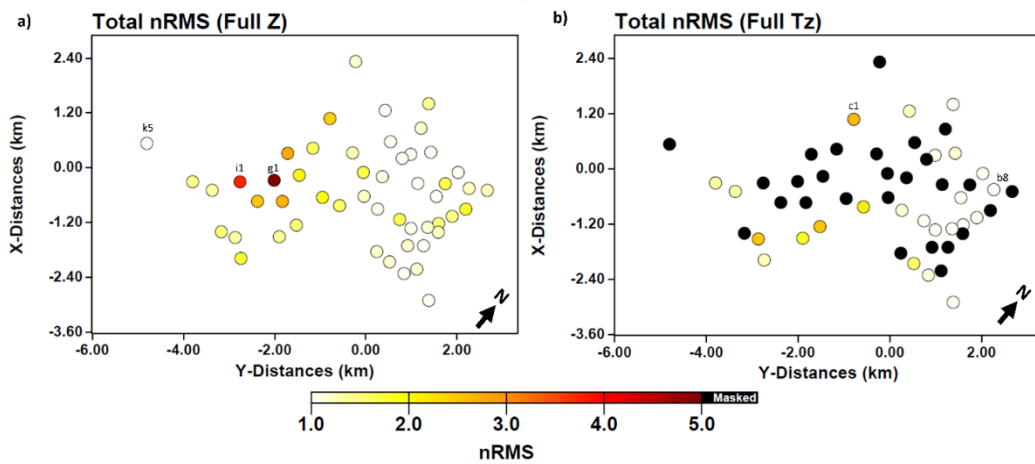 a) Total nRMS (Full Z)
X-Distances (km)
2.40
1.20
0.00
-1.20
-2.40
-3.60
k5
i1
g1
N
-6.00 -4.00 -2.00 0.00 2.00
Y-Distances (km)
b) Total nRMS (Full Tz)
X-Distances (km)
2.40
1.20
0.00
-1.20
-2.40
-3.60
c1
b8
N
-6.00 -4.00 -2.00 0.00 2.00
Y-Distances (km)
Masked
1.0 2.0 3.0 4.0 5.0
nRMS